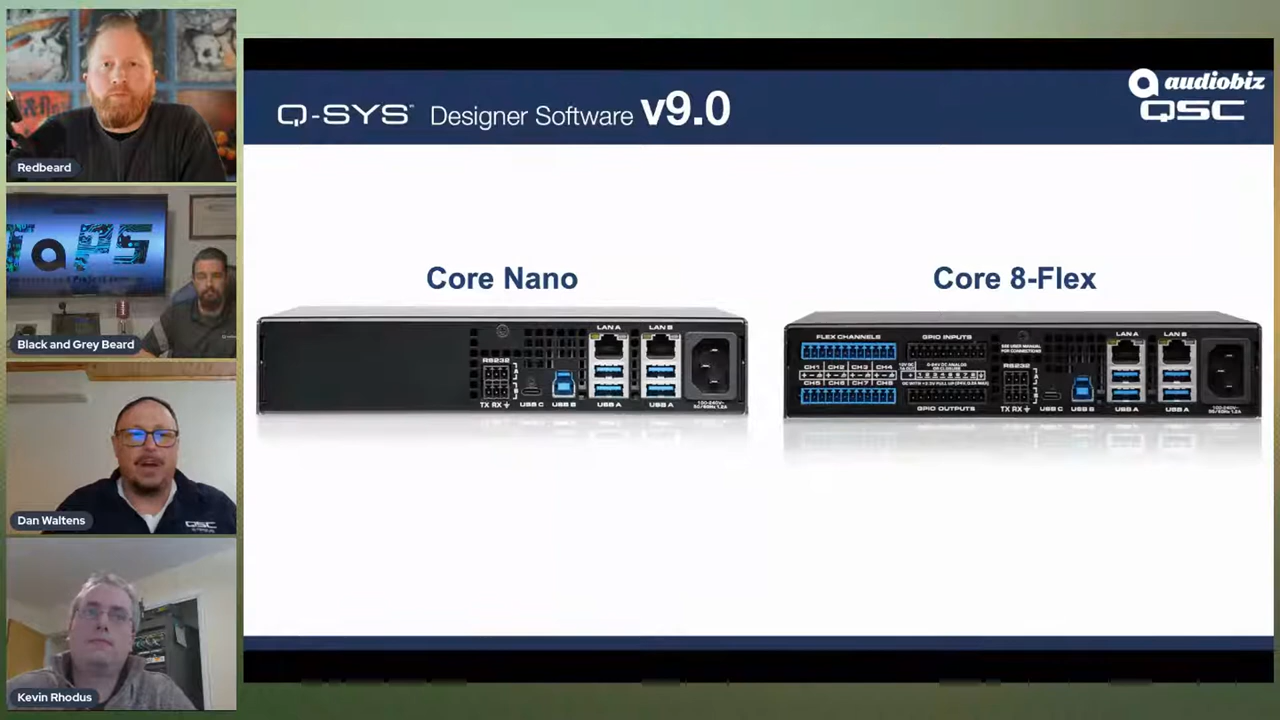 Redbeard
TaPS
Black and Grey Beard
QSC
Dan Waltens
Kevin Rhodus
Q-SYS Designer Software v9.0
audiobiz
QSC
Core Nano
Core 8-Flex
LAN A LAN B
RS232
TX RX
USB C USB B USB A USB A
FLEX CHANNELS GPIO INPUTS
LAN A LAN B
CH1 CH2 CH3 CH4
CH5 CH6 CH7 CH8
RS232
GPIO OUTPUTS
TX RX
USB C USB B USB A USB A